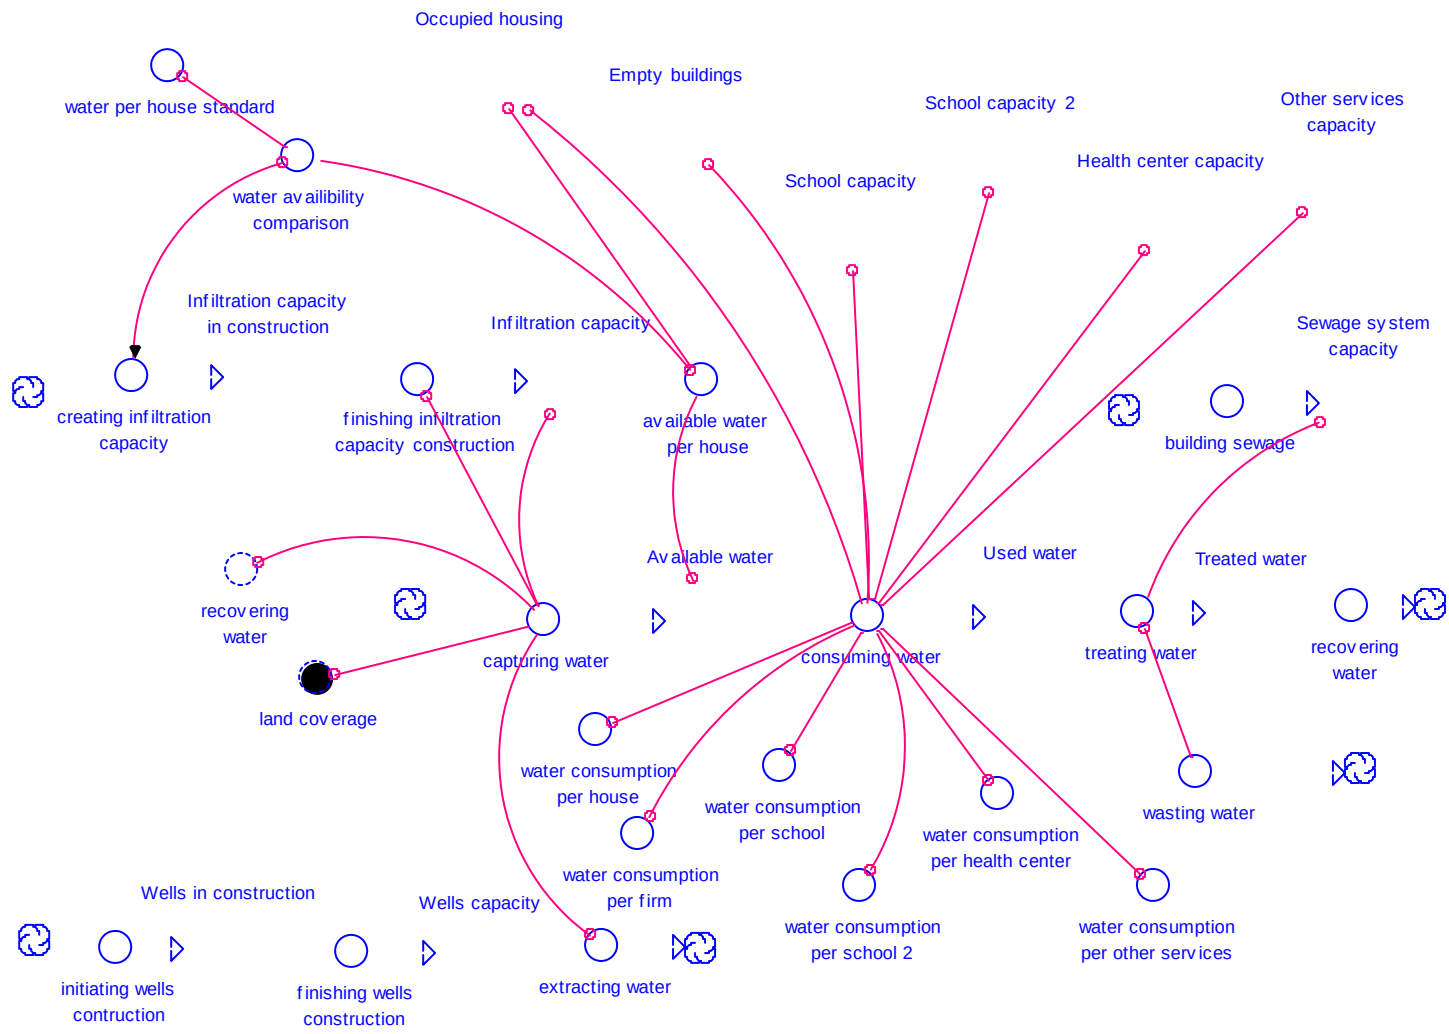 Occupied housing
Empty buildings
School capacity 2
Other services
capacity
water per house standard
Health center capacity
School capacity
water availibility
comparison
Infiltration capacity
in construction
Infiltration capacity
Sewage system
capacity
creating infiltration
capacity
finishing infiltration
capacity construction
available water
per house
building sewage
Available water
Used water
Treated water
recovering
water
capturing water
consuming water
treating water
recovering
water
land coverage
water consumption
per house
water consumption
per school
wasting water
water consumption
per health center
water consumption
per firm
Wells in construction
Wells capacity
water consumption
per school 2
water consumption
per other services
initiating wells
contruction
finishing wells
construction
extracting water